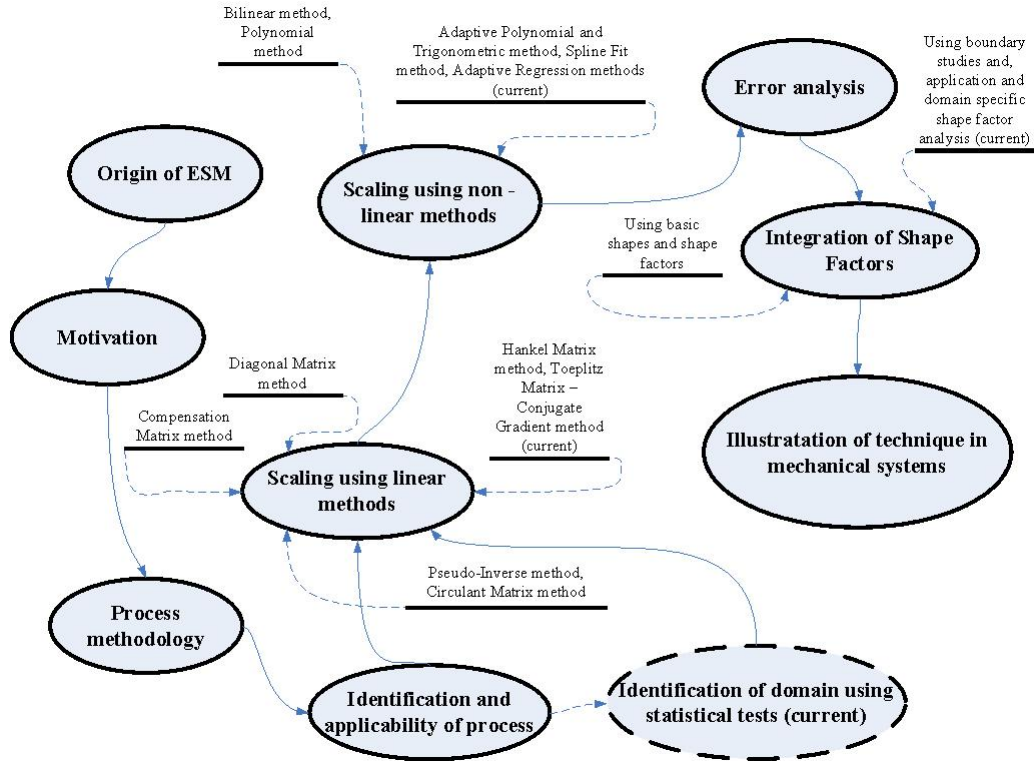 Bilinear method,
Polynomial
method
Adaptive Polynomial and
Trigonometric method, Spline Fit
method, Adaptive Regression methods
(current)
Error analysis
Using boundary
studies and,
application and
domain specific
shape factor
analysis (current)
Origin of ESM
Scaling using non -
linear methods
Using basic
shapes and shape
factors
Integration of Shape
Factors
Motivation
Diagonal Matrix
method
Hankel Matrix
method, Toeplitz
Matrix –
Conjugate
Gradient method
(current)
Compensation
Matrix method
Illustratation of technique in
mechanical systems
Scaling using linear
methods
Pseudo-Inverse method,
Circulant Matrix method
Process
methodology
Identification and
applicability of process
Identification of domain using
statistical tests (current)